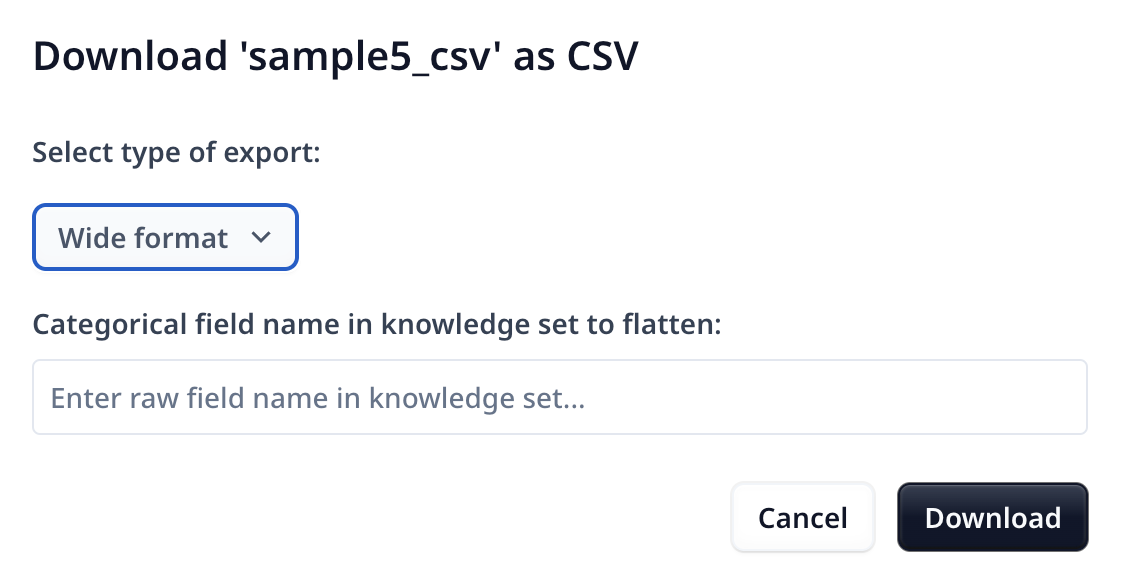 Download 'sample5_csv' as CSV
Select type of export:
Wide format
Categorical field name in knowledge set to flatten:
Enter raw field name in knowledge set...
Cancel Download